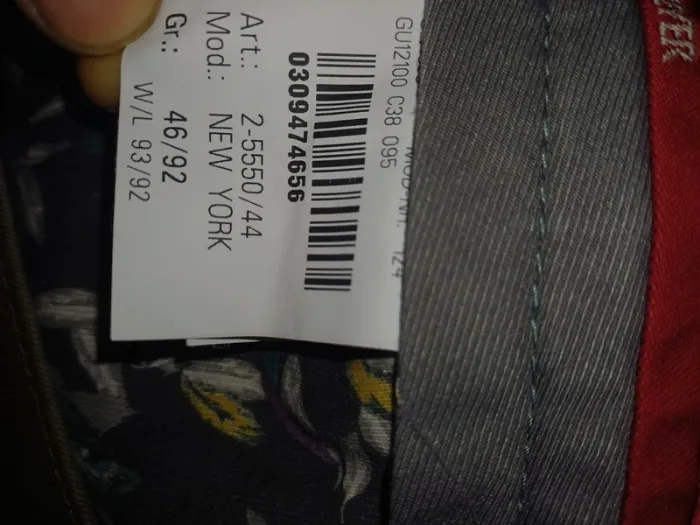 GU12100 C38 095
0309474656
Art.: 2-5550/44
Mod.: NEW YORK
Gr.: 46/92
W/L 93/92